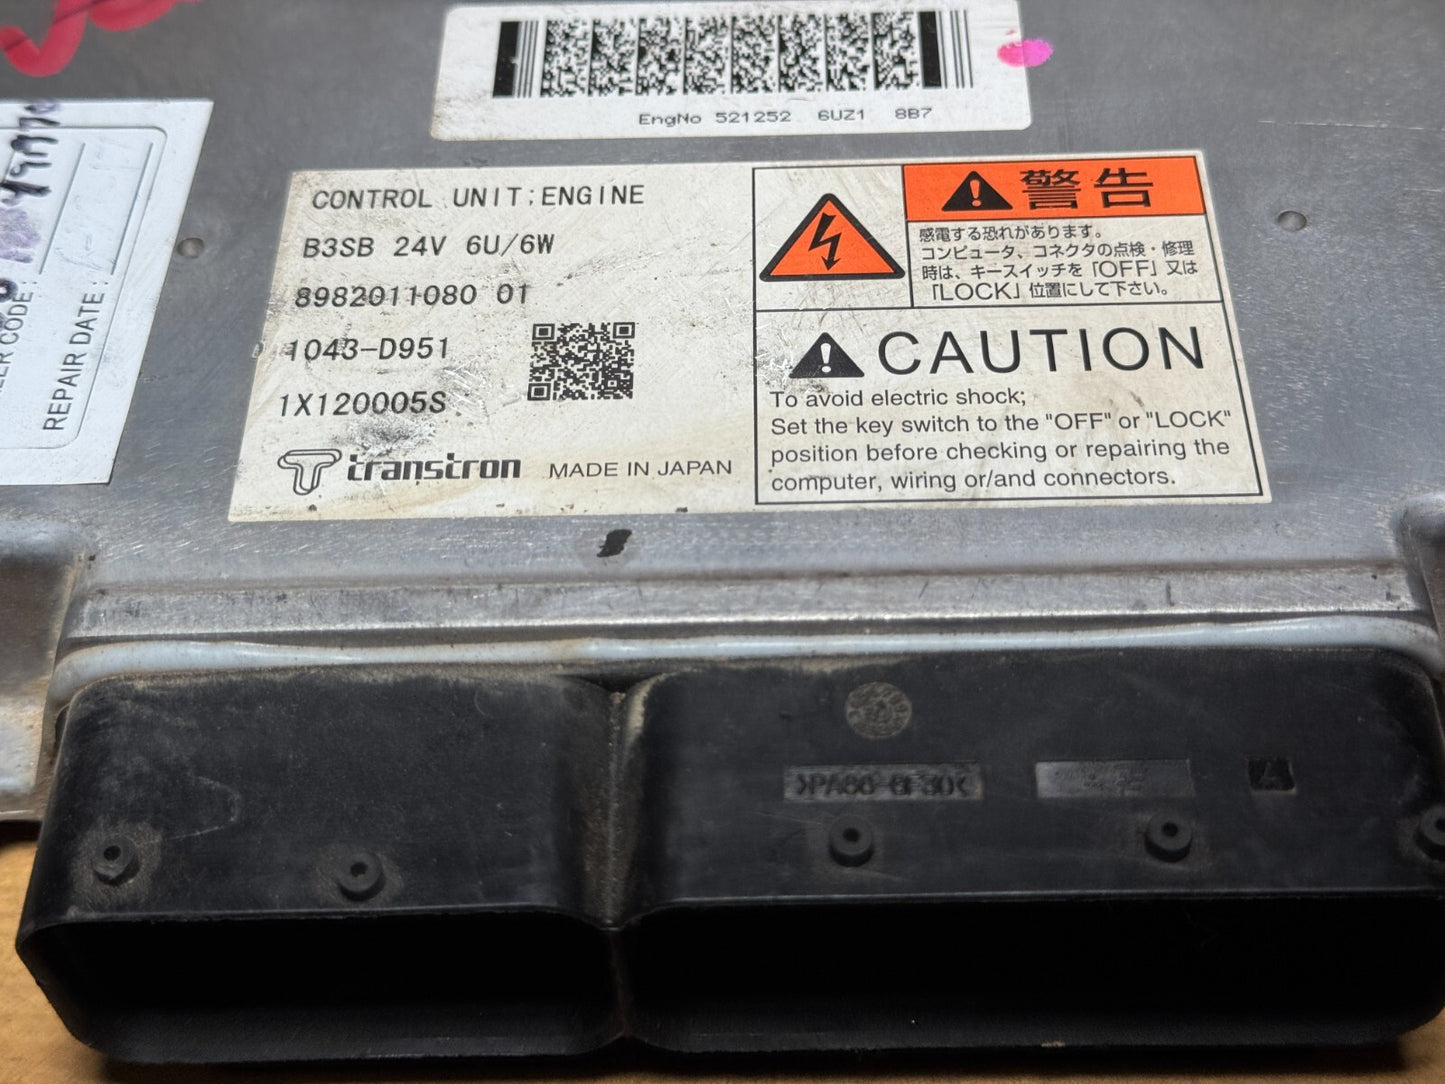 EngNo 521252 6UZ1 8B7
CONTROL UNIT;ENGINE
B3SB 24V 6U/6W
8982011080 01
1043-D951
1X120005S
transtron MADE IN JAPAN
警告
感電する恐れがあります。
コンピュータ、コネクタの点検・修理
時は、キースイッチを「OFF」又は
「LOCK」位置にして下さい。
CAUTION
To avoid electric shock;
Set the key switch to the "OFF" or "LOCK"
position before checking or repairing the
computer, wiring or/and connectors.
CODE:
REPAIR DATE: